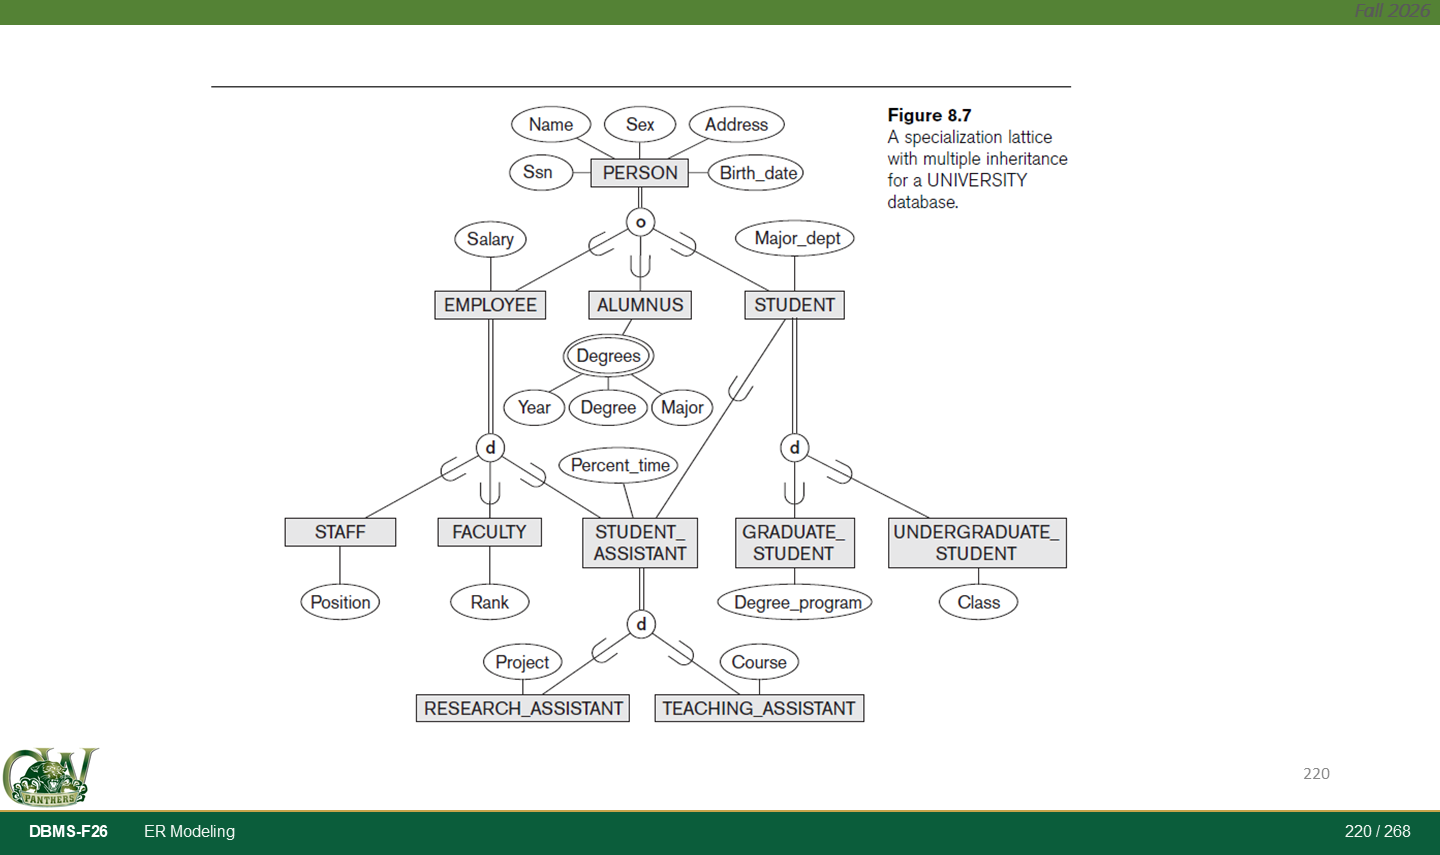 Fall 2026
Figure 8.7
A specialization lattice
with multiple inheritance
for a UNIVERSITY
database.
Name
Sex
Address
Ssn
PERSON
Birth_date
o
Salary
Major_dept
EMPLOYEE
ALUMNUS
STUDENT
Degrees
Year
Degree
Major
d
Percent_time
d
STAFF
FACULTY
STUDENT_
ASSISTANT
GRADUATE_
STUDENT
UNDERGRADUATE_
STUDENT
Position
Rank
Degree_program
Class
d
Project
Course
RESEARCH_ASSISTANT
TEACHING_ASSISTANT
OW
PANTHERS
220
DBMS-F26
ER Modeling
220 / 268